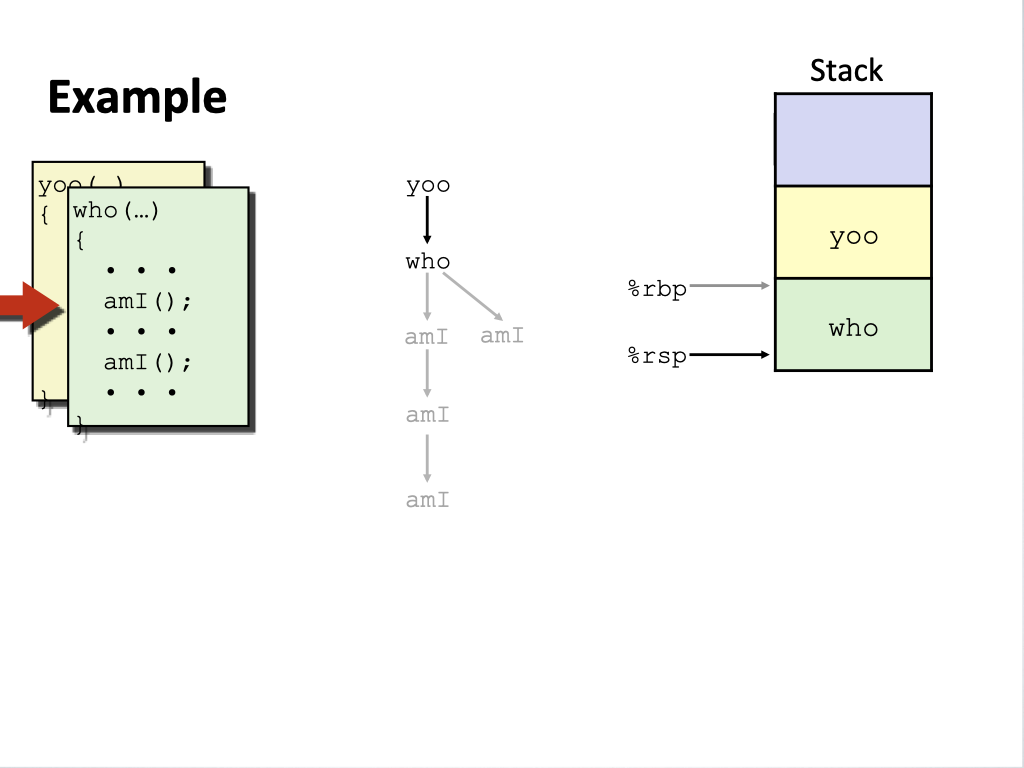 Example
yoo(…)
{
}
who(…)
{
• • •
amI();
• • •
amI();
• • •
}
yoo
who
amI amI
amI
amI
Stack
yoo
%rbp
who
%rsp